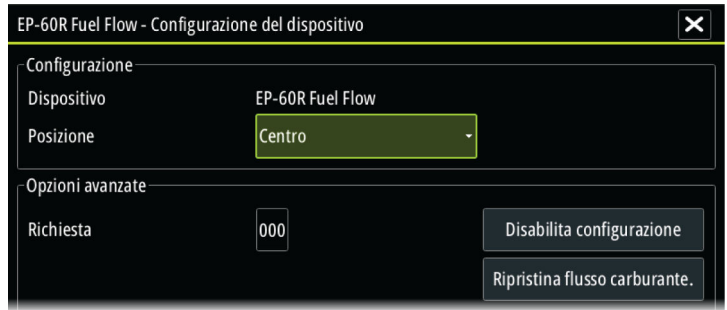 EP-60R Fuel Flow - Configurazione del dispositivo
Configurazione
Dispositivo EP-60R Fuel Flow
Posizione Centro
Opzioni avanzate
Richiesta 000 Disabilita configurazione
Ripristina flusso carburante.